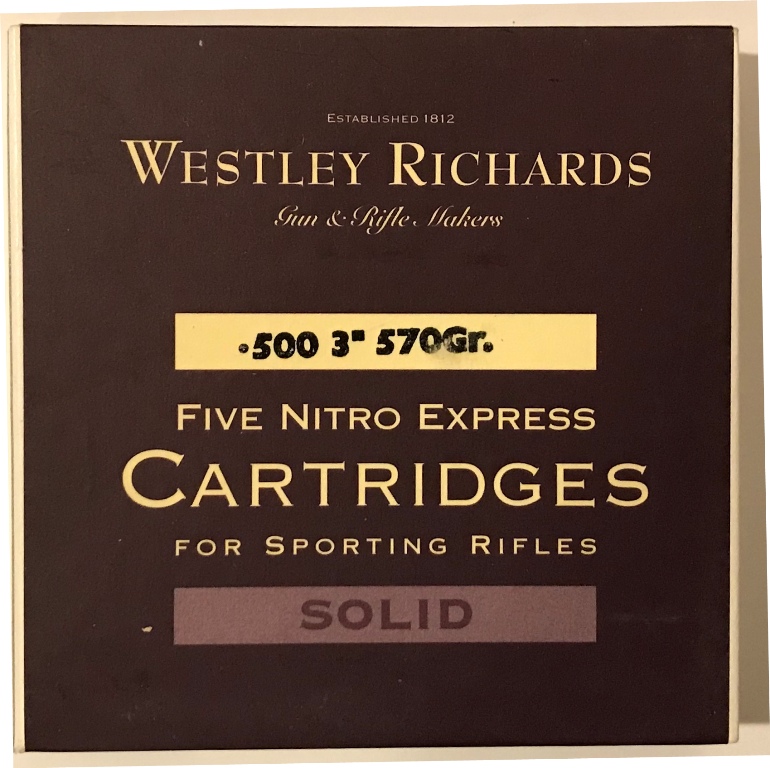 Established 1812
Westley Richards
Gun & Rifle Makers
.500 3" 570Gr.
Five Nitro Express
Cartridges
for Sporting Rifles
SOLID